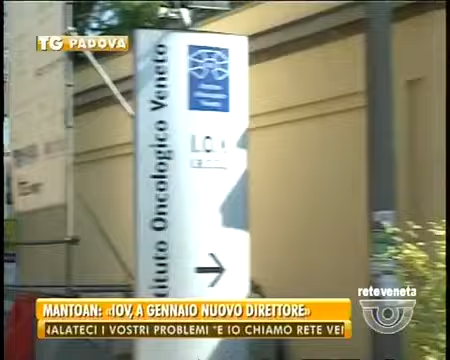 TG PADOVA
Istituto Oncologico Veneto
I.O.V.
MANTOAN: «IOV, A GENNAIO NUOVO DIRETTORE»
NALATECI I VOSTRI PROBLEMI "E IO CHIAMO RETE VE
reteveneta